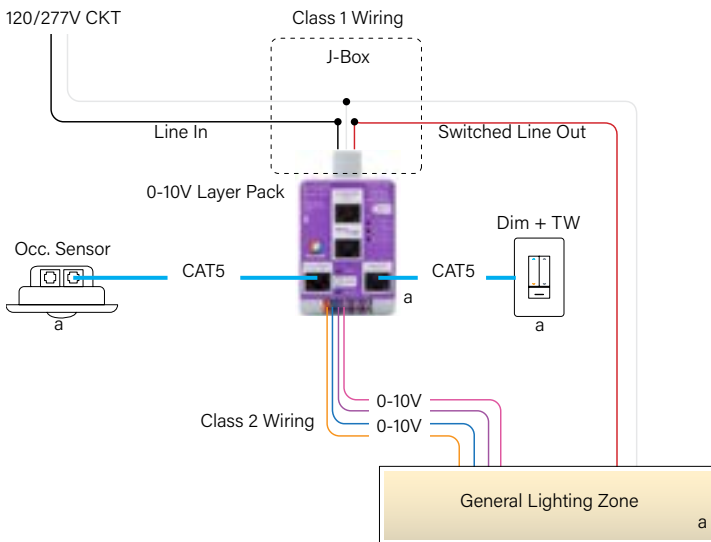 120/277V CKT
Class 1 Wiring
J-Box
Line In
Switched Line Out
0-10V Layer Pack
Dim + TW
Occ. Sensor
CAT5
CAT5
a
a
a
0-10V
Class 2 Wiring
0-10V
General Lighting Zone
a